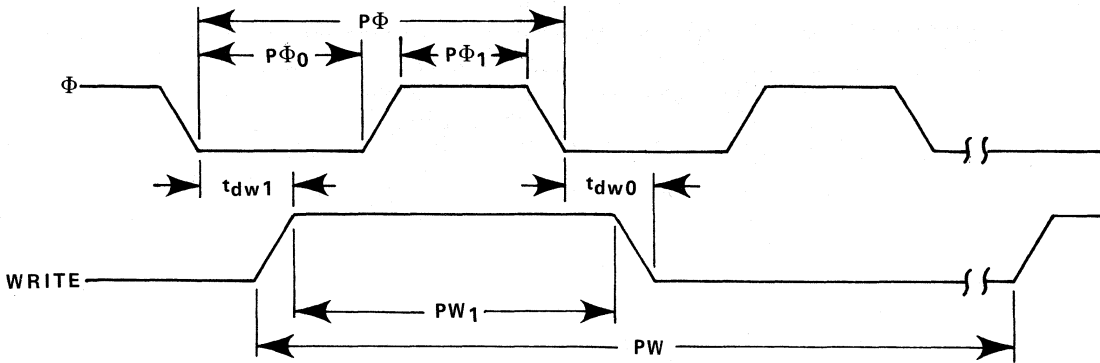 PΦ
PΦ₀
PΦ₁
Φ
tdw1
tdw0
WRITE
PW₁
PW